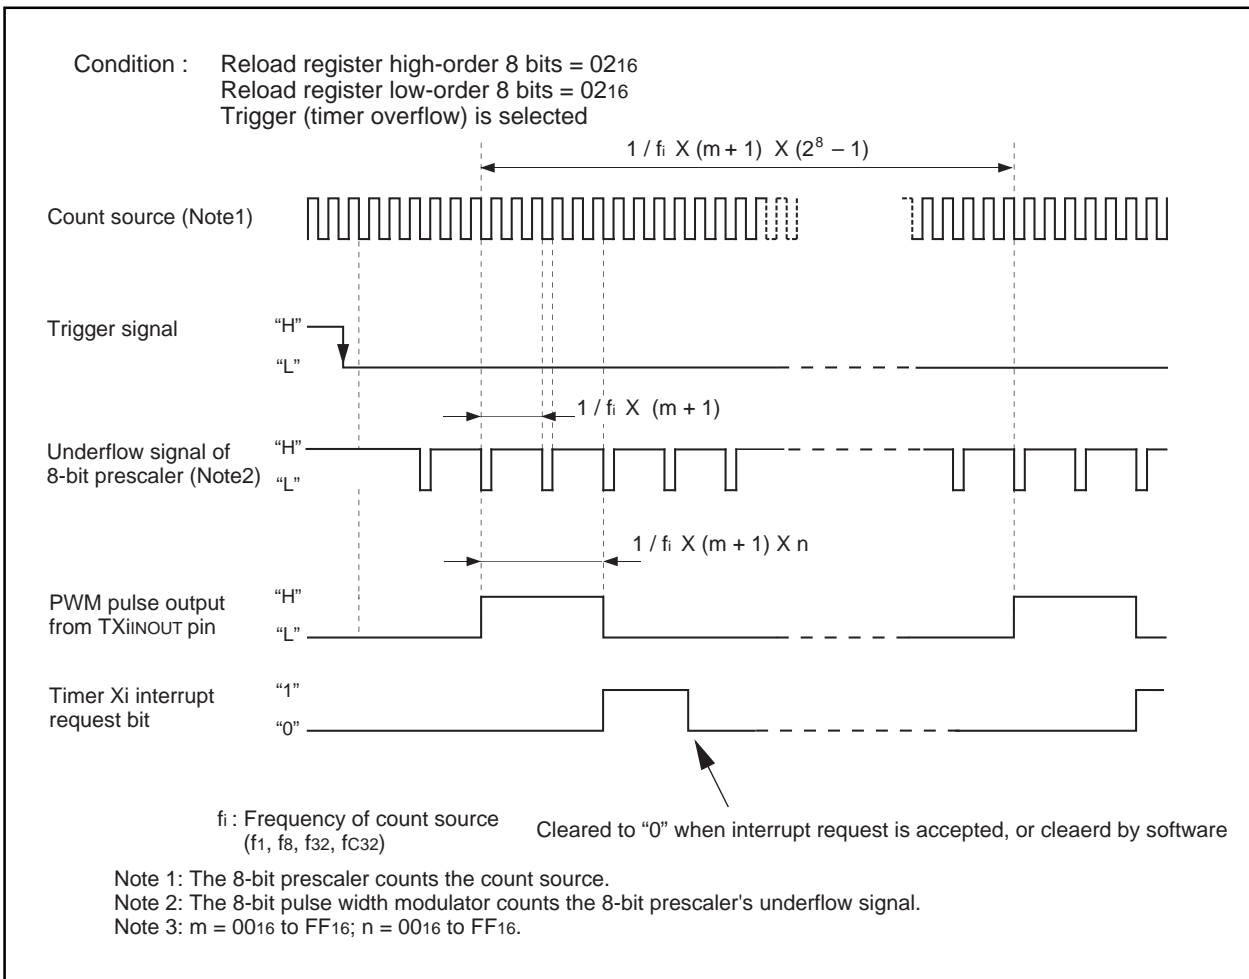 Condition : Reload register high-order 8 bits = 0216
Reload register low-order 8 bits = 0216
Trigger (timer overflow) is selected
1 / fi X (m + 1) X (2^8 – 1)
Count source (Note1)
Trigger signal
“H”
“L”
1 / fi X (m + 1)
Underflow signal of
8-bit prescaler (Note2)
“H”
“L”
1 / fi X (m + 1) X n
PWM pulse output
from TXiINOUT pin
“H”
“L”
Timer Xi interrupt
request bit
“1”
“0”
fi : Frequency of count source
(f1, f8, f32, fC32)
Cleared to “0” when interrupt request is accepted, or cleaerd by software
Note 1: The 8-bit prescaler counts the count source.
Note 2: The 8-bit pulse width modulator counts the 8-bit prescaler's underflow signal.
Note 3: m = 0016 to FF16; n = 0016 to FF16.